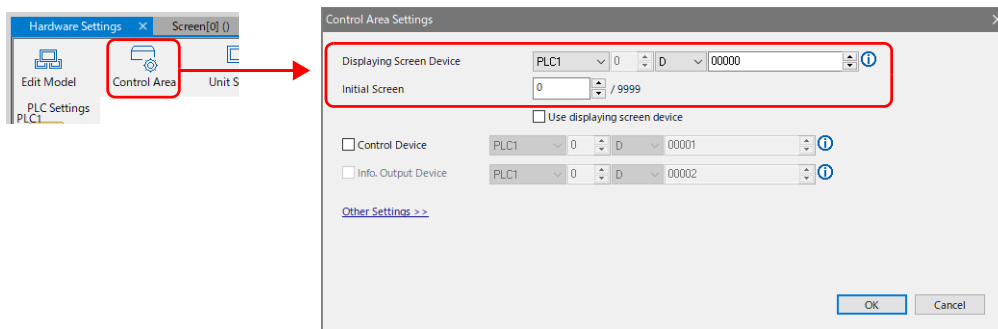 Hardware Settings × Screen[0] ()
Edit Model Control Area Unit S
PLC Settings
PLC1
Control Area Settings
Displaying Screen Device PLC1 0 D 00000
Initial Screen 0 / 9999
Use displaying screen device
Control Device PLC1 0 D 00001
Info. Output Device PLC1 0 D 00002
Other Settings >>
OK Cancel